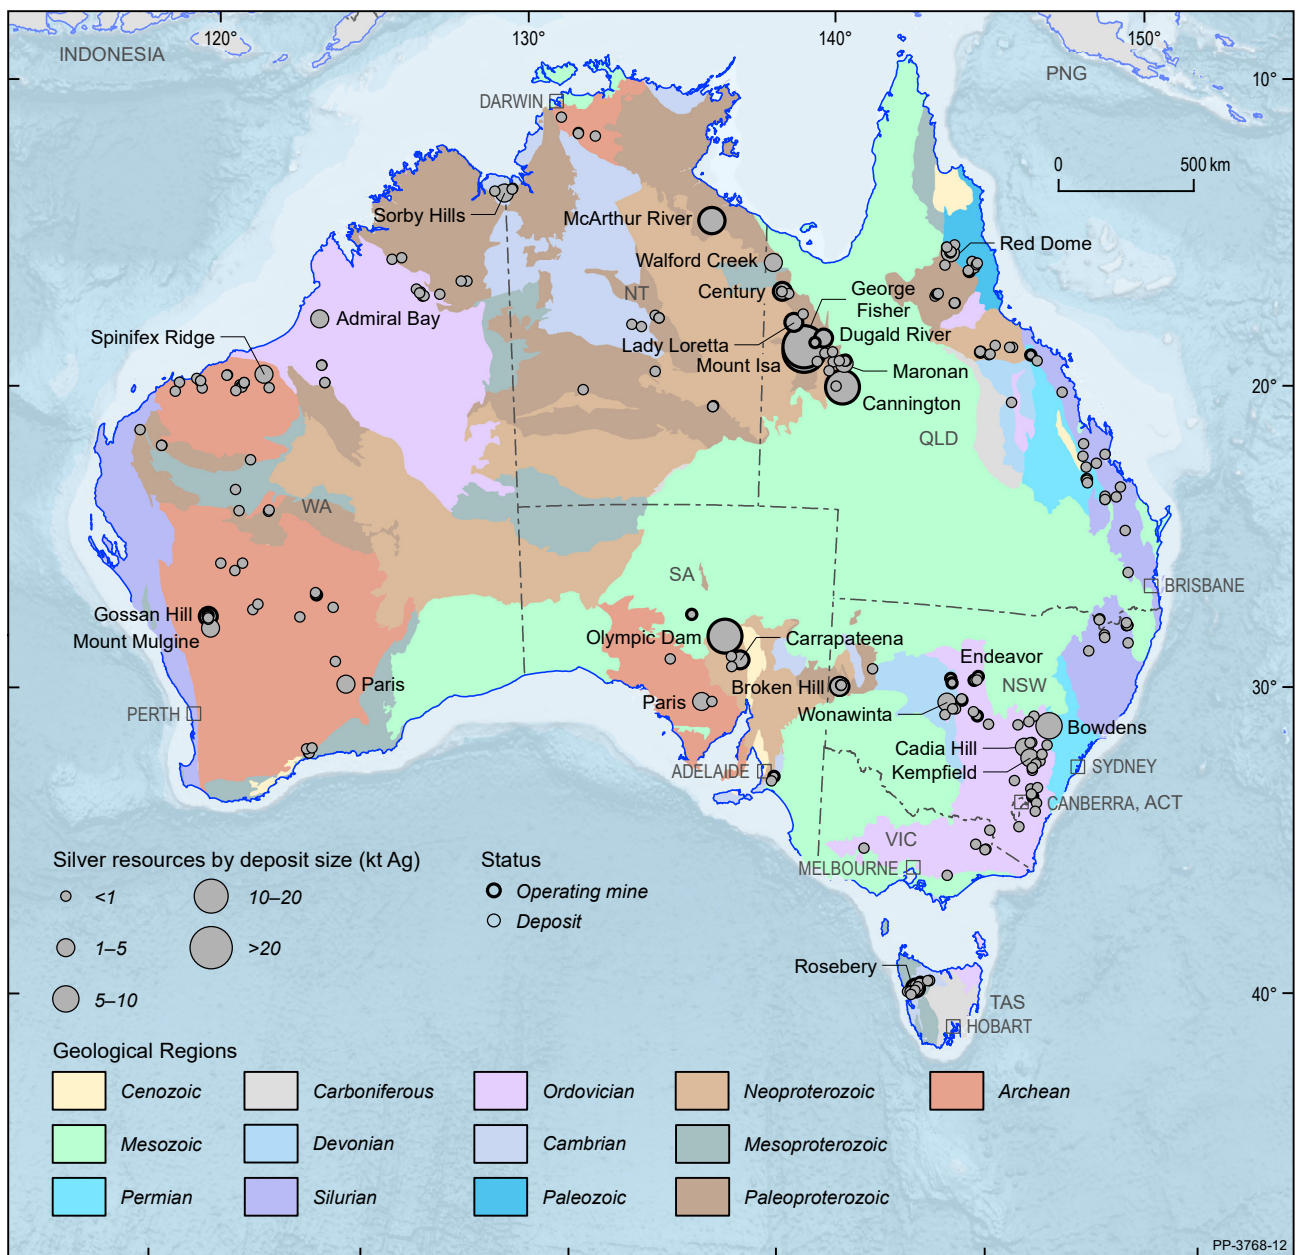 120°
130°
140°
150°
INDONESIA
PNG
10°
DARWIN
0
500 km
Sorby Hills
McArthur River
Red Dome
Walford Creek
NT
Century
George
Fisher
Admiral Bay
Spinifex Ridge
Lady Loretta
Dugald River
Mount Isa
Maronan
20°
Cannington
QLD
WA
SA
BRISBANE
Gossan Hill
Mount Mulgine
Olympic Dam
Carrapateena
Endeavor
Paris
Broken Hill
NSW
30°
Paris
Wonawinta
PERTH
Bowdens
Cadia Hill
Kempfield
ADELAIDE
SYDNEY
CANBERRA, ACT
VIC
MELBOURNE
Silver resources by deposit size (kt Ag)
<1
10–20
1–5
>20
5–10
Status
Operating mine
Deposit
Rosebery
40°
TAS
HOBART
Geological Regions
Cenozoic
Carboniferous
Ordovician
Neoproterozoic
Archean
Mesozoic
Devonian
Cambrian
Mesoproterozoic
Permian
Silurian
Paleozoic
Paleoproterozoic
PP-3768-12